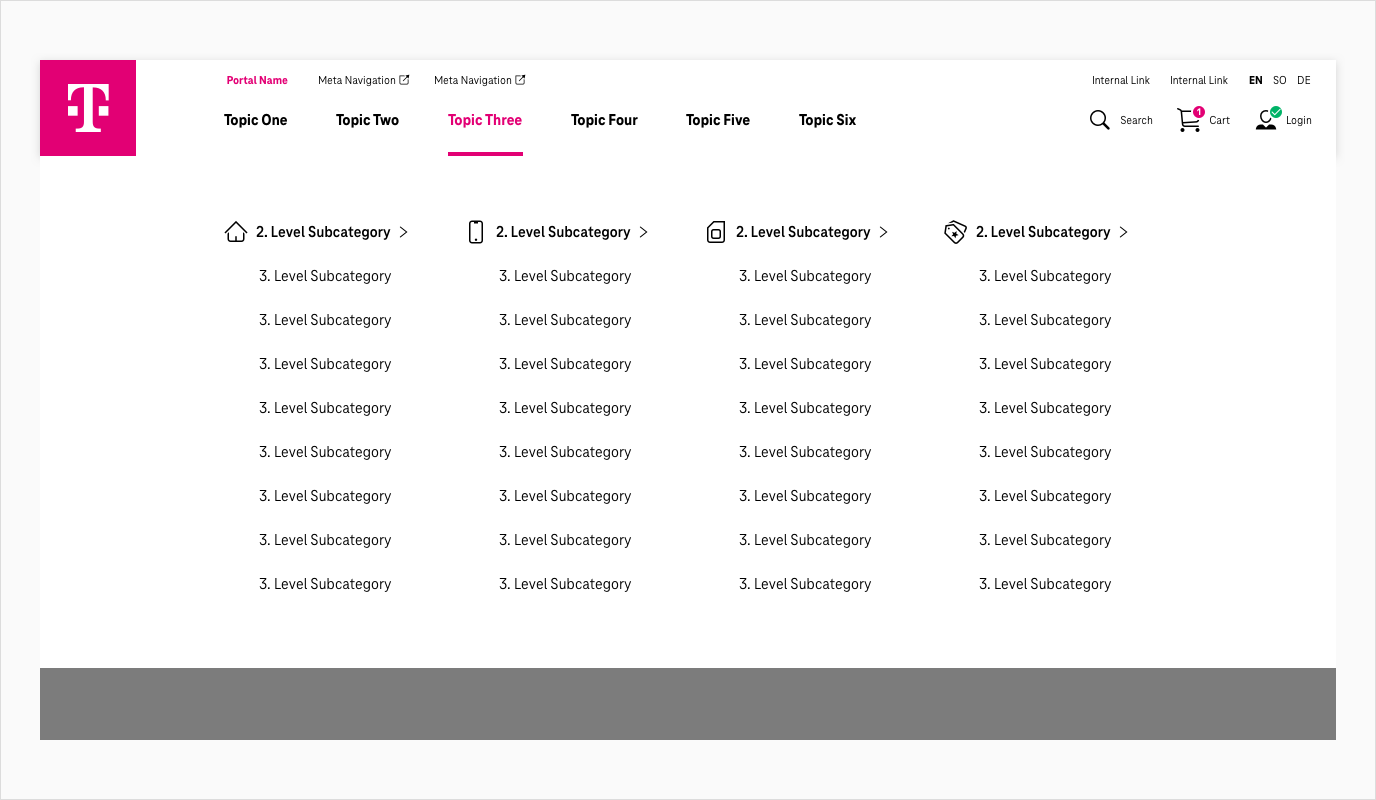 T
Portal Name Meta Navigation Meta Navigation Internal Link Internal Link EN SO DE
Topic One Topic Two Topic Three Topic Four Topic Five Topic Six Search 1 Cart Login
2. Level Subcategory 2. Level Subcategory 2. Level Subcategory 2. Level Subcategory
3. Level Subcategory 3. Level Subcategory 3. Level Subcategory 3. Level Subcategory
3. Level Subcategory 3. Level Subcategory 3. Level Subcategory 3. Level Subcategory
3. Level Subcategory 3. Level Subcategory 3. Level Subcategory 3. Level Subcategory
3. Level Subcategory 3. Level Subcategory 3. Level Subcategory 3. Level Subcategory
3. Level Subcategory 3. Level Subcategory 3. Level Subcategory 3. Level Subcategory
3. Level Subcategory 3. Level Subcategory 3. Level Subcategory 3. Level Subcategory
3. Level Subcategory 3. Level Subcategory 3. Level Subcategory 3. Level Subcategory
3. Level Subcategory 3. Level Subcategory 3. Level Subcategory 3. Level Subcategory